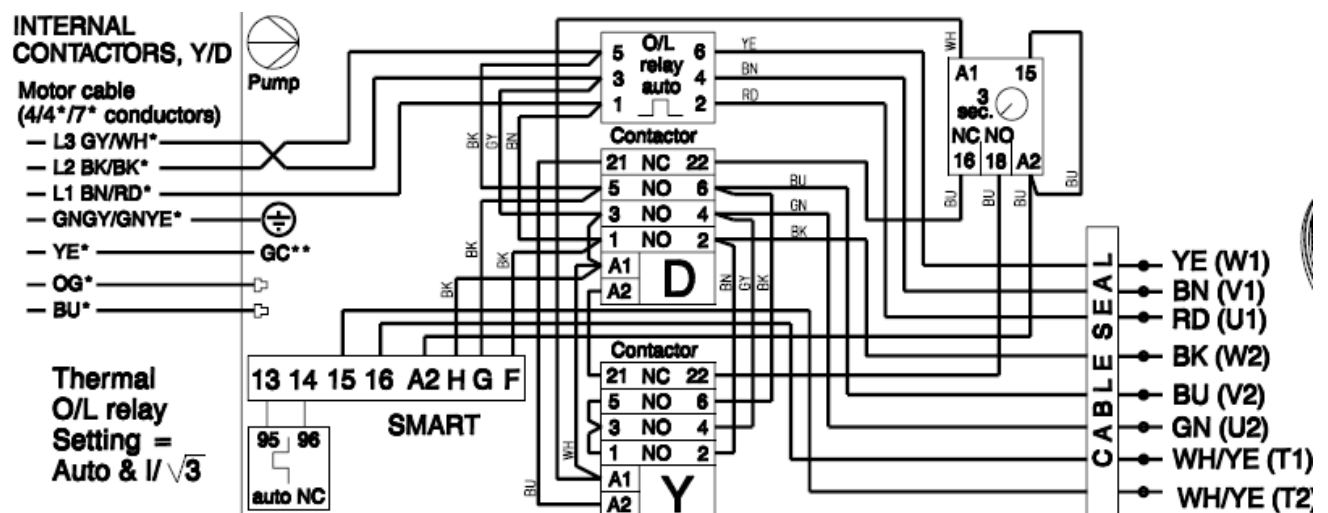 INTERNAL
CONTACTORS, Y/D
Pump
Motor cable
(4/4*/7* conductors)
L3 GY/WH*
L2 BK/BK*
L1 BN/RD*
GNGY/GNYE*
YE*
GC**
OG*
BU*
Thermal
O/L relay
Setting =
Auto & I/ √3
13 14 15 16 A2 H G F
SMART
95 96
auto NC
O/L
relay
auto
5 6
3 4
1 2
YE
BN
RD
BK
GY
BN
Contactor
21 NC 22
5 NO 6
3 NO 4
1 NO 2
A1
A2
D
BK
BK
BK
BU
GN
BK
BN
GY
BK
Contactor
21 NC 22
5 NO 6
3 NO 4
1 NO 2
A1
A2
Y
WH
BU
WH
A1 15
3
sec.
NC NO
16 18 A2
BU
BU
BU
BU
CABLE SEAL
YE (W1)
BN (V1)
RD (U1)
BK (W2)
BU (V2)
GN (U2)
WH/YE (T1)
WH/YE (T2)